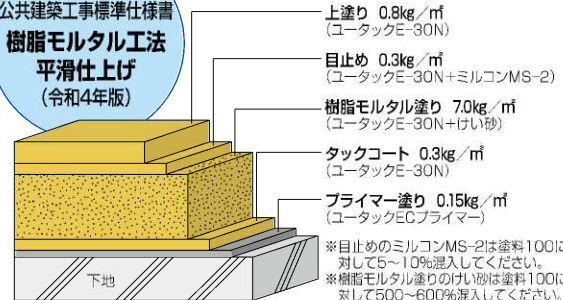 公共建築工事標準仕様書
樹脂モルタル工法
平滑仕上げ
(令和4年版)
上塗り 0.8kg/㎡
(ユータックE-30N)
目止め 0.3kg/㎡
(ユータックE-30N+ミルコンMS-2)
樹脂モルタル塗り 7.0kg/㎡
(ユータックE-30N+けい砂)
タックコート 0.3kg/㎡
(ユータックE-30N)
プライマー塗り 0.15kg/㎡
(ユータックECプライマー)
※目止めのミルコンMS-2は塗料100に
対して5〜10%混入してください。
※樹脂モルタル塗りのけい砂は塗料100に
対して500〜600%混入してください。
下地